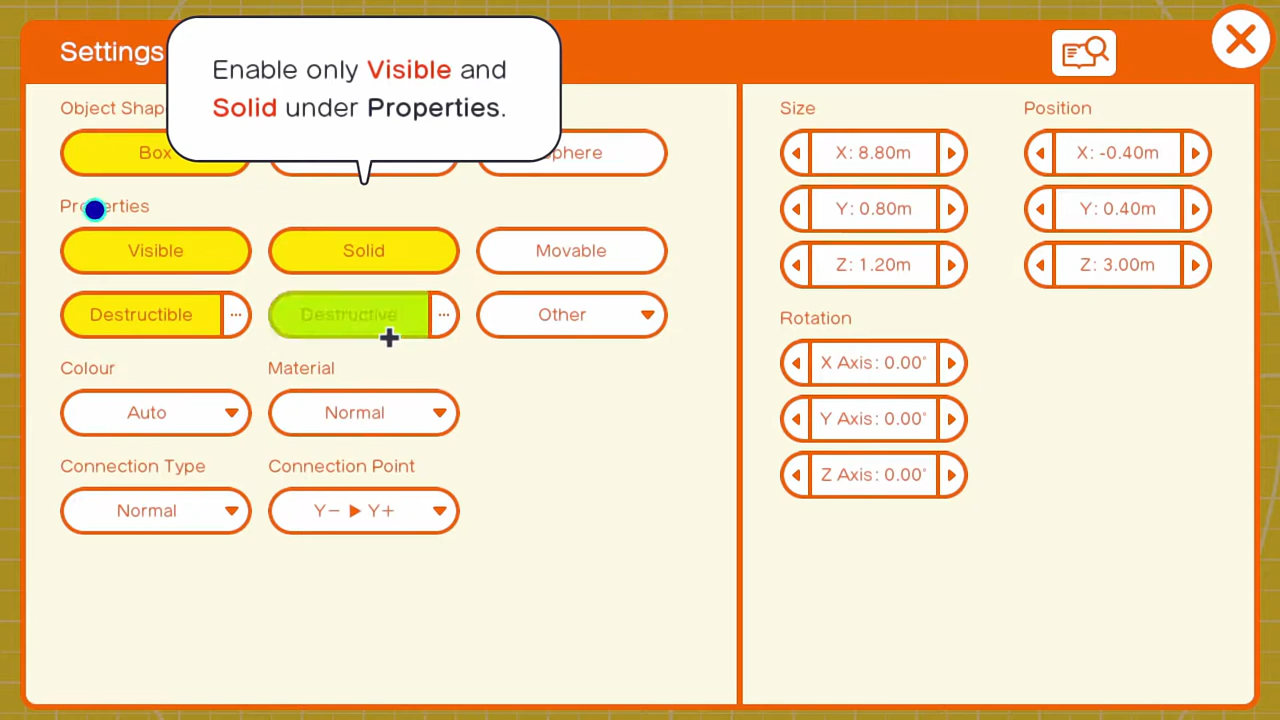 Settings
Enable only Visible and
Solid under Properties.
Object Shap
Box
phere
Properties
Visible
Solid
Movable
Destructible
...
Destructive
...
Other
Colour
Material
Auto
Normal
Connection Type
Connection Point
Normal
Y− ▶ Y+
Size
Position
X: 8.80m
X: -0.40m
Y: 0.80m
Y: 0.40m
Z: 1.20m
Z: 3.00m
Rotation
X Axis: 0.00°
Y Axis: 0.00°
Z Axis: 0.00°